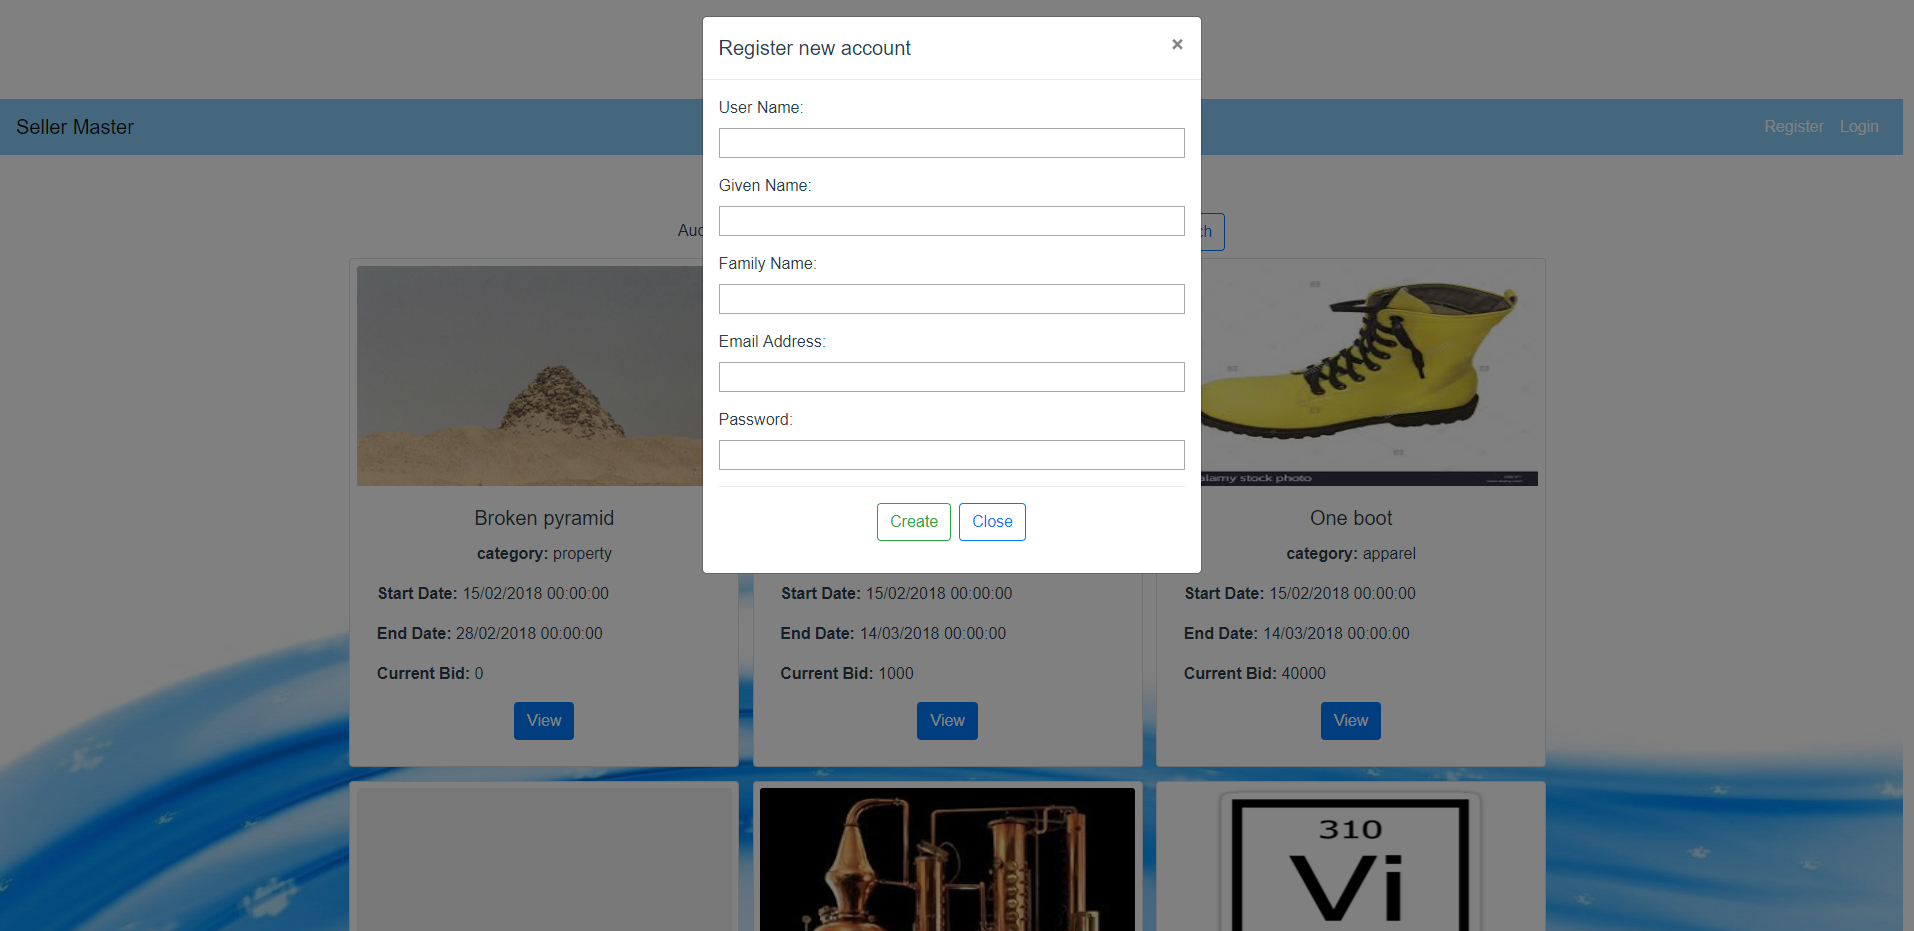 Register new account ×
User Name:
Given Name:
Family Name:
Email Address:
Password:
Create Close
Seller Master Register Login
alamy stock photo
Broken pyramid
category: property
Start Date: 15/02/2018 00:00:00
End Date: 28/02/2018 00:00:00
Current Bid: 0
View
Start Date: 15/02/2018 00:00:00
End Date: 14/03/2018 00:00:00
Current Bid: 1000
View
One boot
category: apparel
Start Date: 15/02/2018 00:00:00
End Date: 14/03/2018 00:00:00
Current Bid: 40000
View
310
Vi